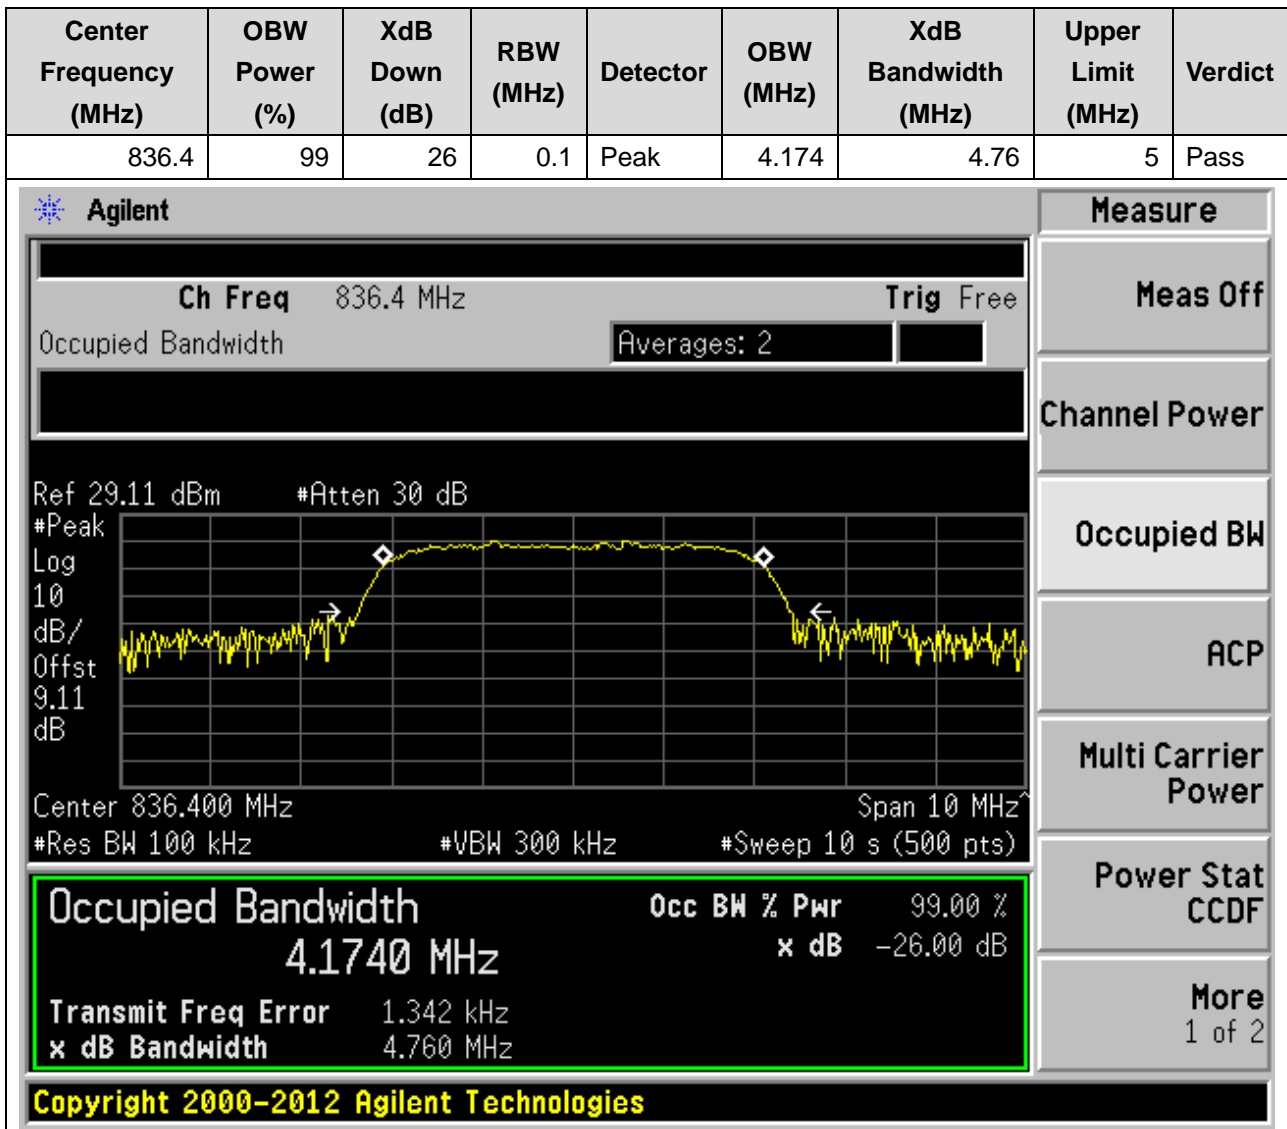 Center Frequency (MHz) OBW Power (%) XdB Down (dB) RBW (MHz) Detector OBW (MHz) XdB Bandwidth (MHz) Upper Limit (MHz) Verdict
836.4 99 26 0.1 Peak 4.174 4.76 5 Pass
Agilent
Measure
Ch Freq 836.4 MHz Trig Free
Meas Off
Occupied Bandwidth Averages: 2
Channel Power
Ref 29.11 dBm #Atten 30 dB
#Peak
Log
10
dB/
Offst
9.11
dB
Occupied BW
ACP
Multi Carrier
Power
Center 836.400 MHz Span 10 MHz^
#Res BW 100 kHz #VBW 300 kHz #Sweep 10 s (500 pts)
Power Stat
CCDF
Occupied Bandwidth Occ BW % Pwr 99.00 %
4.1740 MHz x dB -26.00 dB
Transmit Freq Error 1.342 kHz
x dB Bandwidth 4.760 MHz
More
1 of 2
Copyright 2000-2012 Agilent Technologies